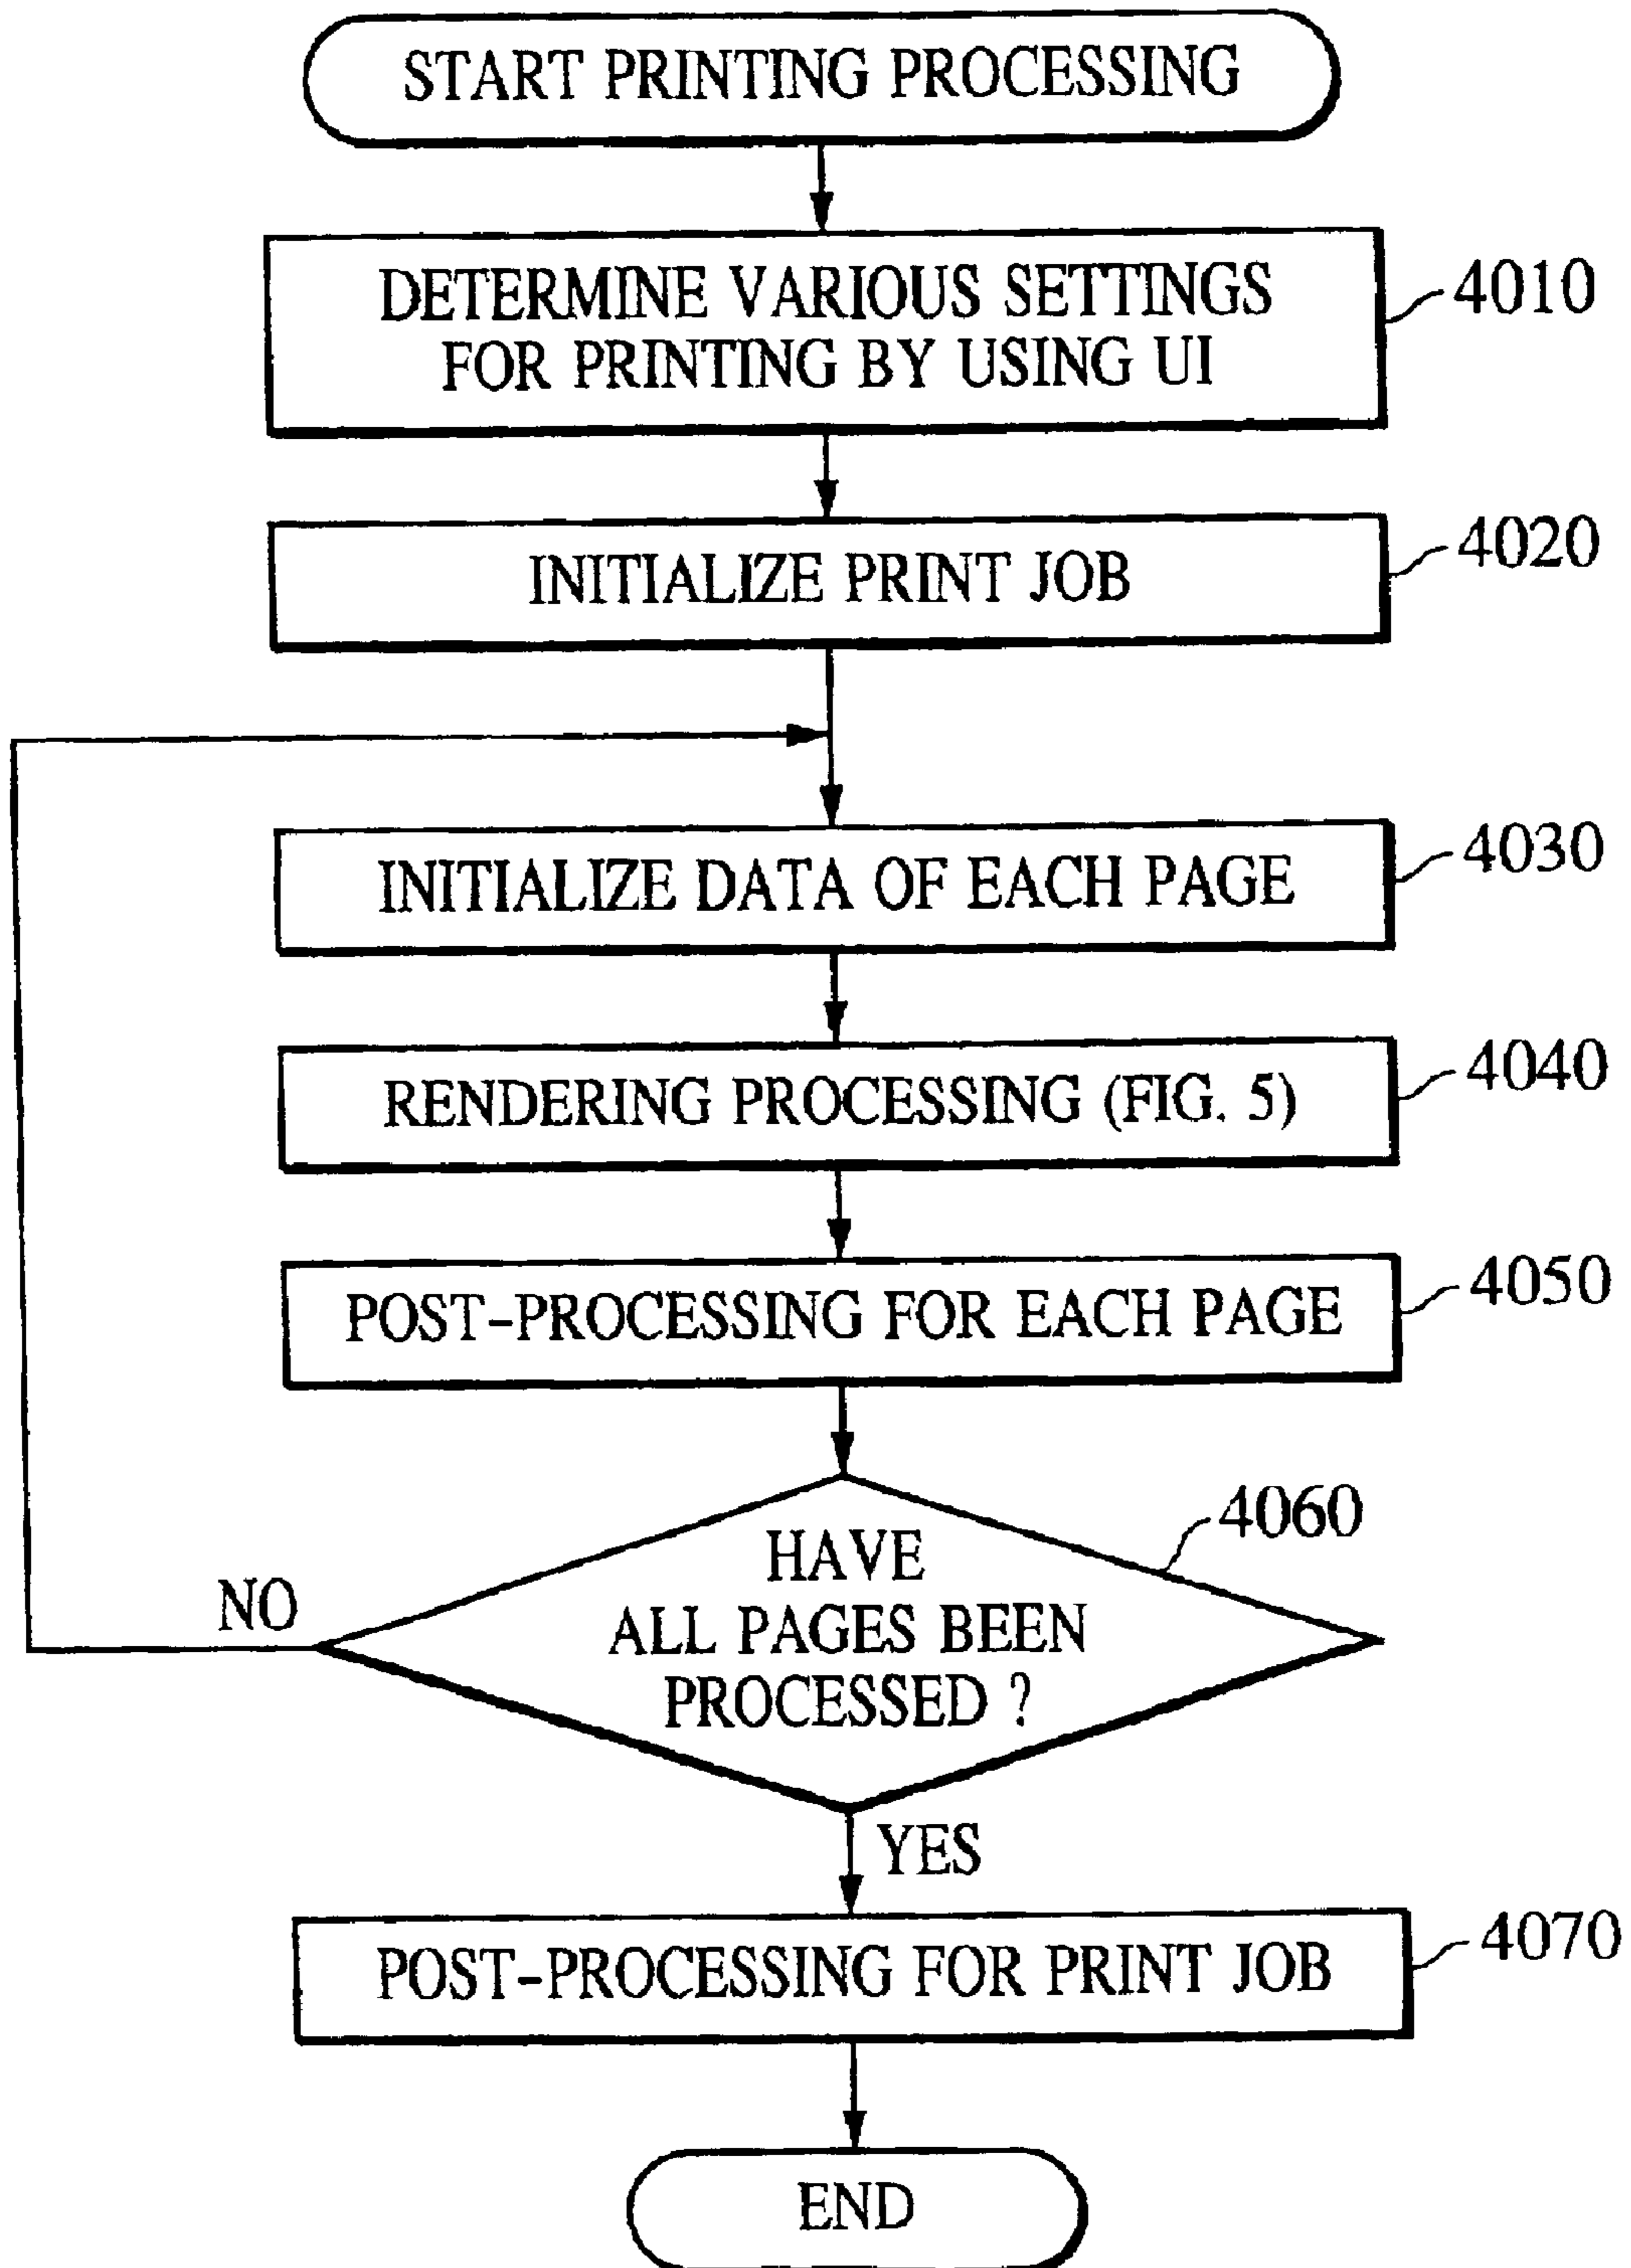 START PRINTING PROCESSING
DETERMINE VARIOUS SETTINGS
FOR PRINTING BY USING UI
4010
INITIALIZE PRINT JOB
4020
INITIALIZE DATA OF EACH PAGE
4030
RENDERING PROCESSING (FIG. 5)
4040
POST-PROCESSING FOR EACH PAGE
4050
HAVE
ALL PAGES BEEN
PROCESSED ?
4060
NO
YES
POST-PROCESSING FOR PRINT JOB
4070
END